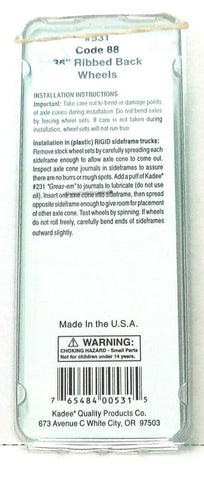 #531
Code 88
36" Ribbed Back
Wheels
INSTALLATION INSTRUCTIONS
Important: Take care not to bend or damage points
of axle cones during installation. Do not bend axles
by forcing wheel sets. If care is not taken during
installation, wheelsets will not run true.
Installation in (plastic) RIGID sideframe trucks:
Remove stock wheel sets by carefully spreading each
sideframe enough to allow axle cone to come out.
Inspect axle cone journals in sideframes to assure
there are no burrs or rough spots. Add a puff of Kadee®
#231 "Greas-em" to journals to lubricate (do not use
oil). Insert one axle cone into sideframe, then spread
opposite sideframe enough to give room for placement
of other axle cone. Test wheels by spinning. If wheels
do not roll freely, carefully bend ends of sideframes
outward slightly.
Made In the U.S.A.
WARNING:
CHOKING HAZARD - Small Parts
Not for children under 14 years.
7 65484 00531 5
Kadee® Quality Products Co.
673 Avenue C White City, OR 97503